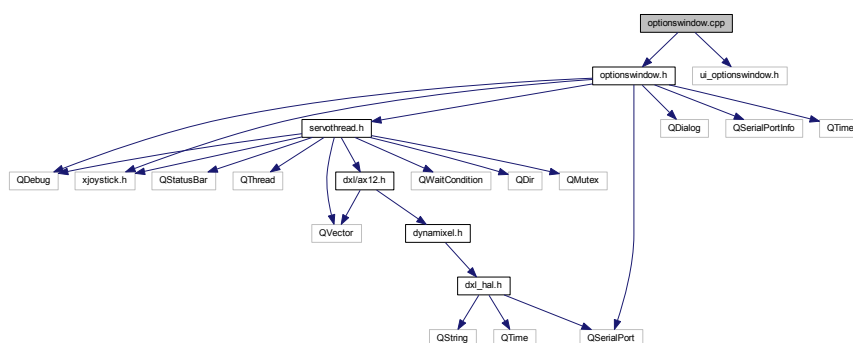 optionswindow.cpp
optionswindow.h
ui_optionswindow.h
servothread.h
QDialog
QSerialPortInfo
QTime
QDebug
xjoystick.h
QStatusBar
QThread
dxl/ax12.h
QWaitCondition
QDir
QMutex
QVector
dynamixel.h
dxl_hal.h
QString
QTime
QSerialPort